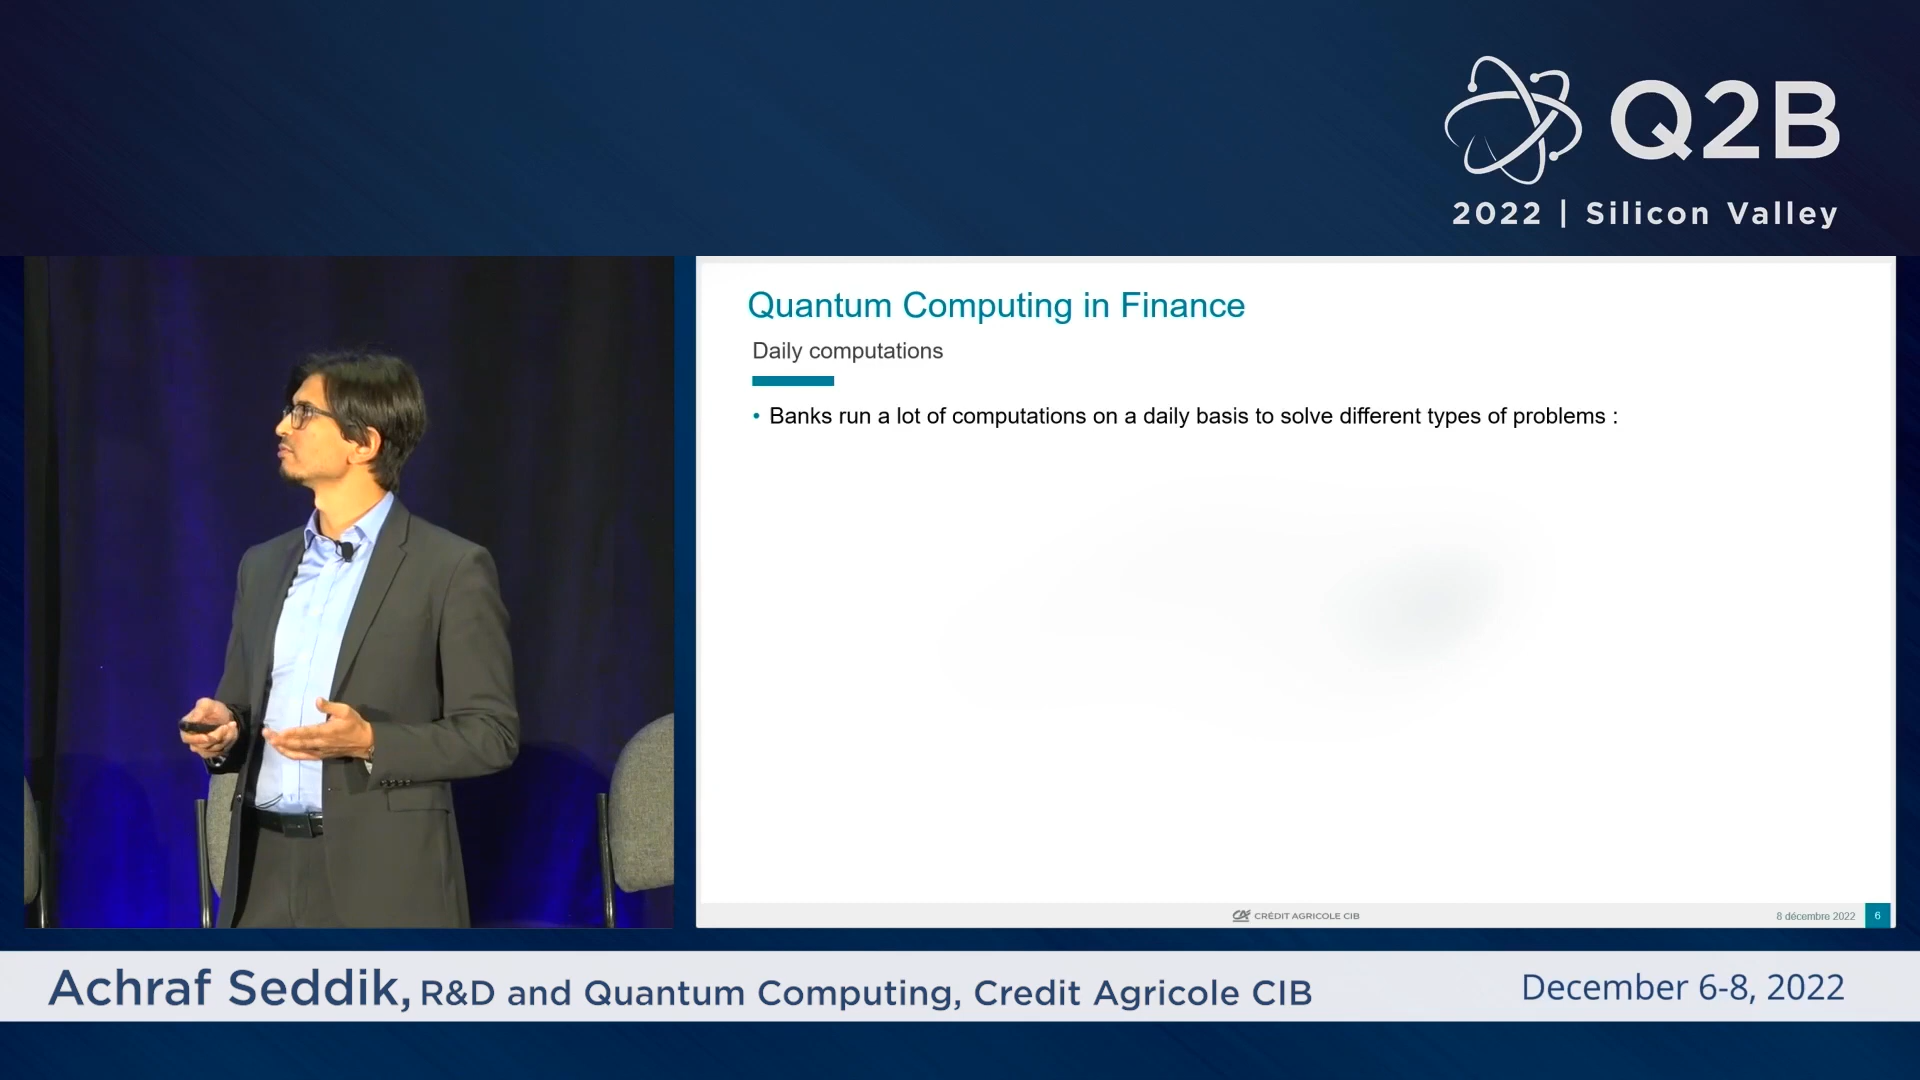 Q2B
2022 | Silicon Valley
Quantum Computing in Finance
Daily computations
• Banks run a lot of computations on a daily basis to solve different types of problems :
CA CRÉDIT AGRICOLE CIB
8 décembre 2022
6
Achraf Seddik, R&D and Quantum Computing, Credit Agricole CIB
December 6-8, 2022